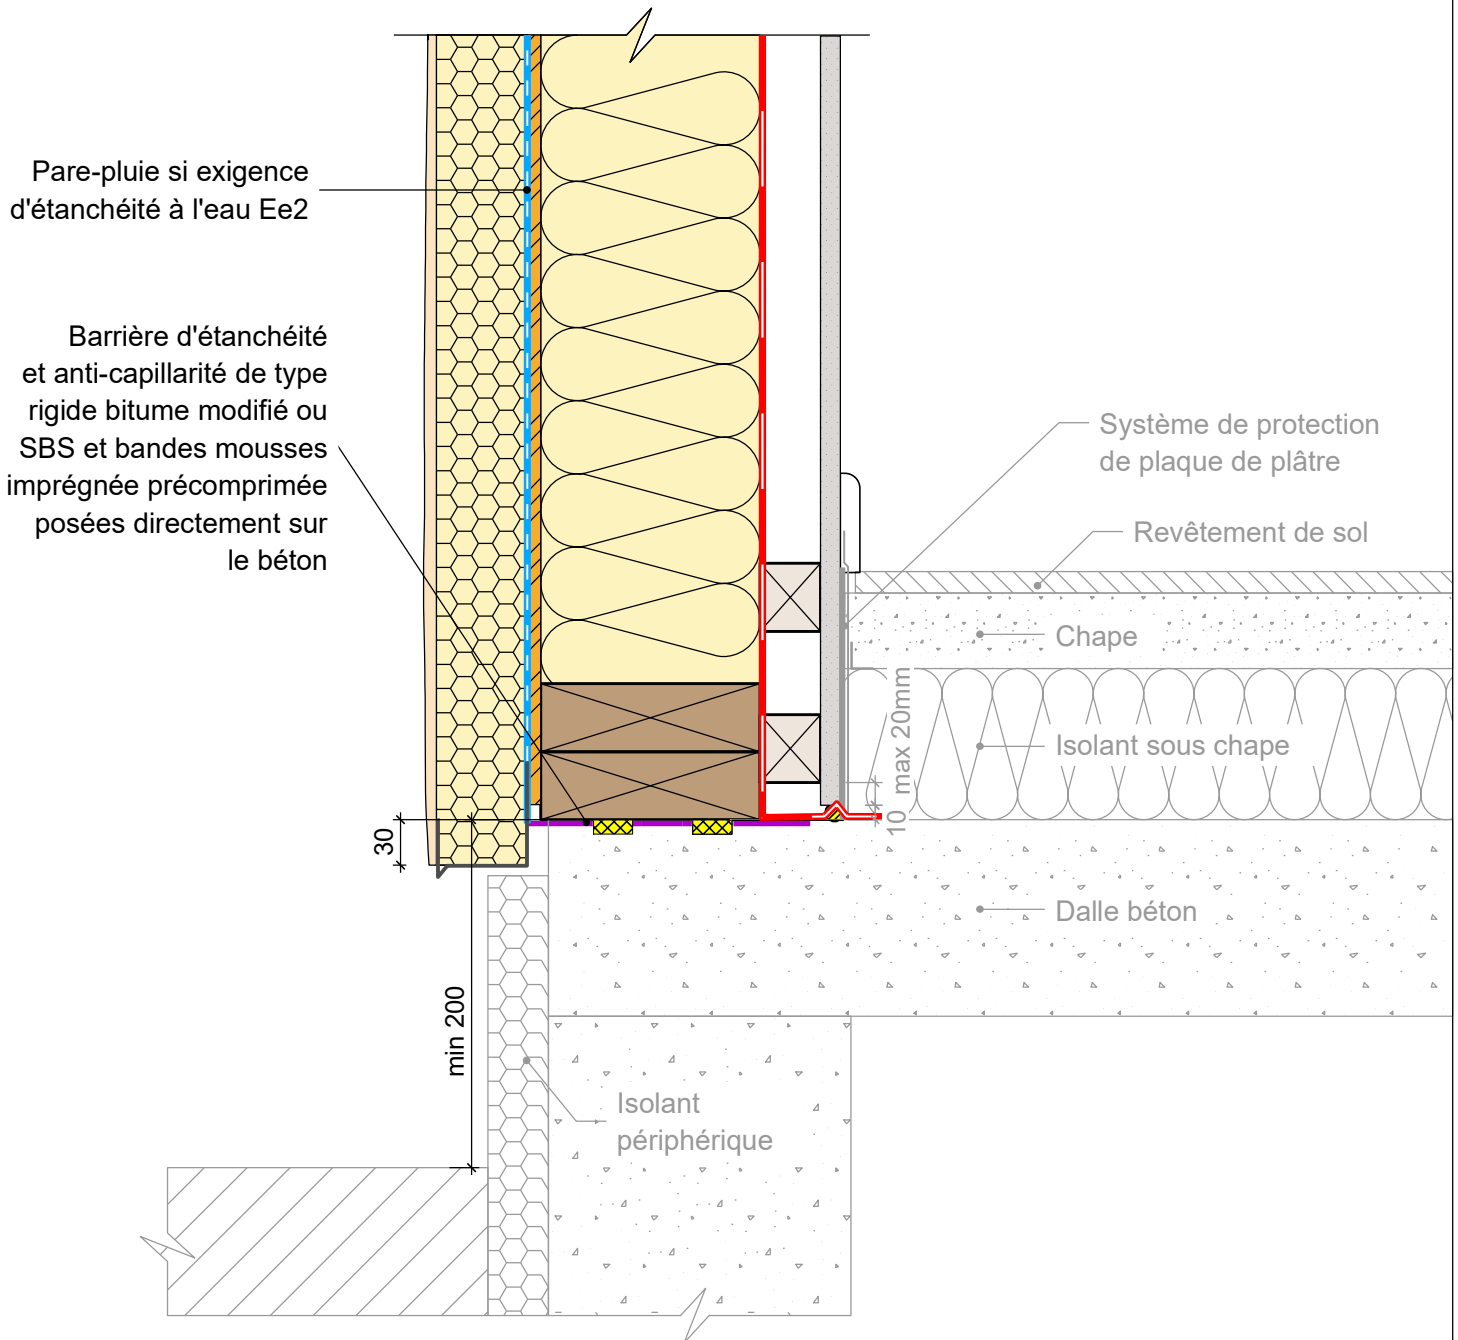 Pare-pluie si exigence
d'étanchéité à l'eau Ee2
Barrière d'étanchéité
et anti-capillarité de type
rigide bitume modifié ou
SBS et bandes mousses
imprégnée précomprimée
posées directement sur
le béton
Système de protection
de plaque de plâtre
Revêtement de sol
Chape
max 20mm
Isolant sous chape
10
30
Dalle béton
min 200
Isolant
périphérique